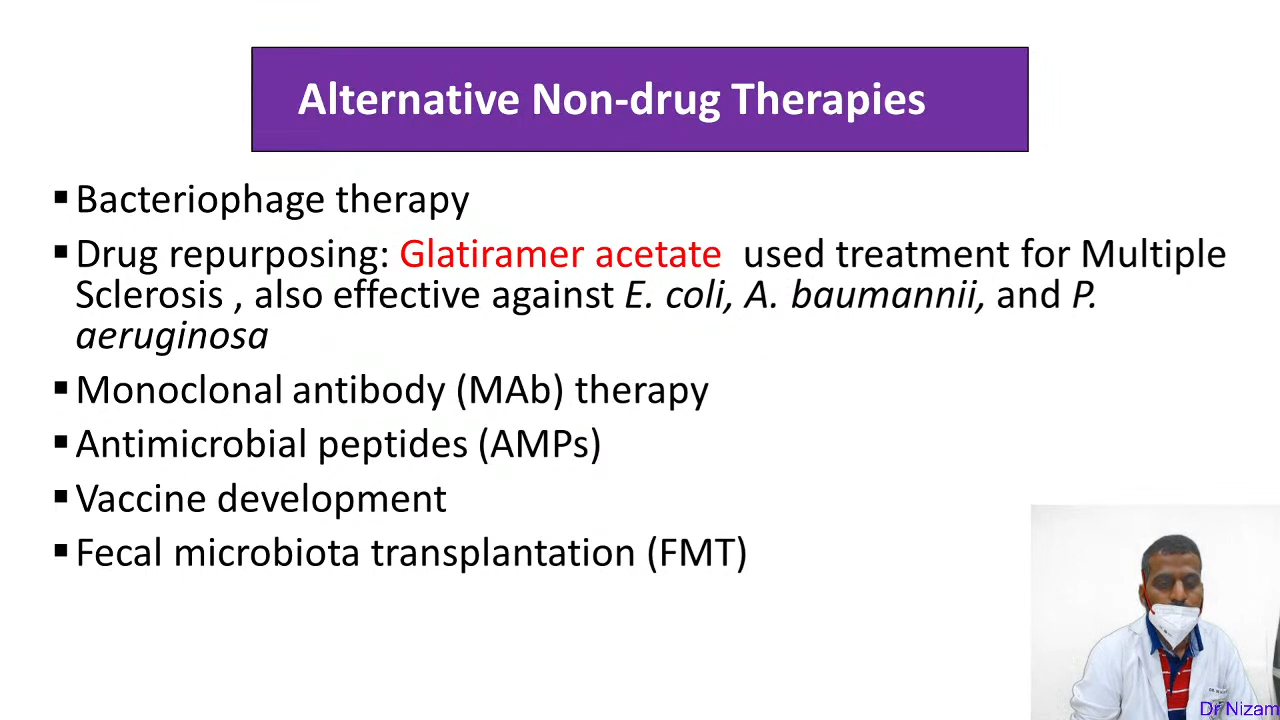 Alternative Non-drug Therapies
▪Bacteriophage therapy
▪Drug repurposing: Glatiramer acetate used treatment for Multiple
Sclerosis , also effective against E. coli, A. baumannii, and P.
aeruginosa
▪Monoclonal antibody (MAb) therapy
▪Antimicrobial peptides (AMPs)
▪Vaccine development
▪Fecal microbiota transplantation (FMT)
Dr Nizam